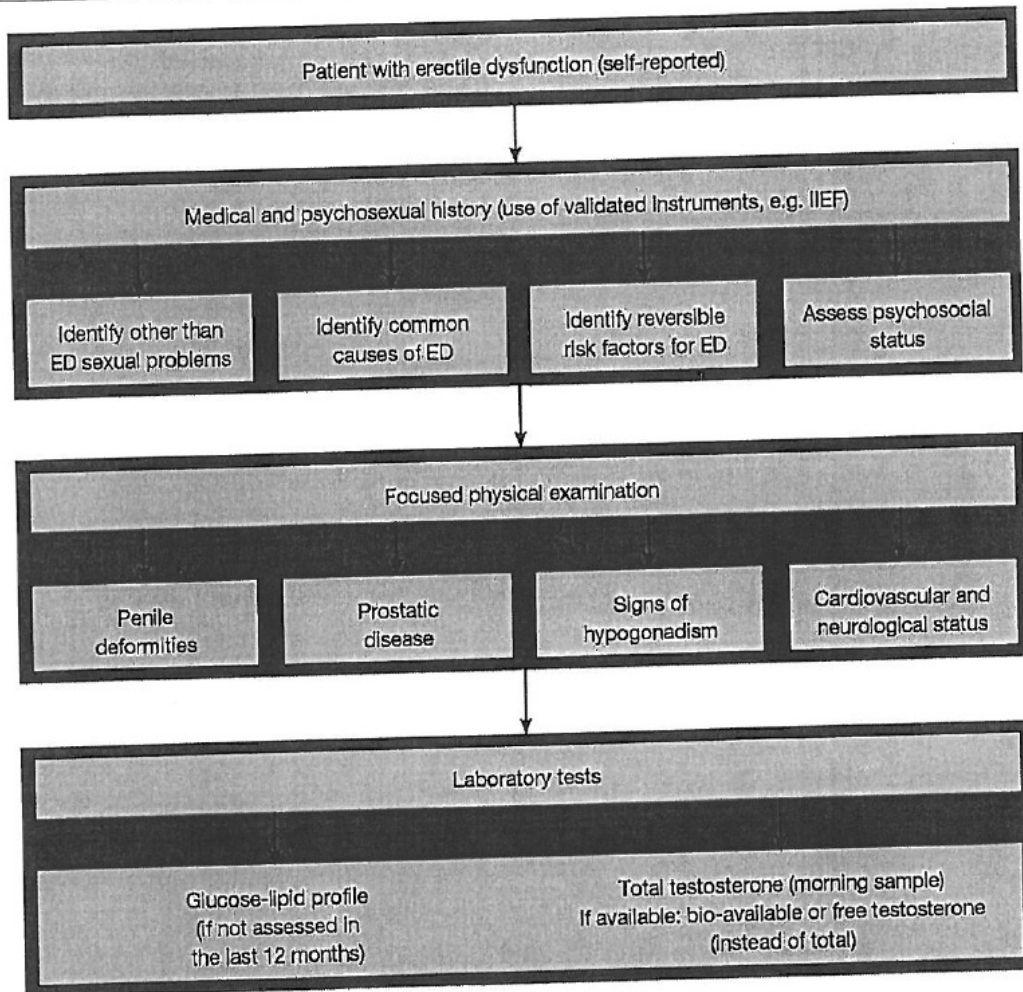 Patient with erectile dysfunction (self-reported)
Medical and psychosexual history (use of validated instruments, e.g. IIEF)
Identify other than
ED sexual problems
Identify common
causes of ED
Identify reversible
risk factors for ED
Assess psychosocial
status
Focused physical examination
Penile
deformities
Prostatic
disease
Signs of
hypogonadism
Cardiovascular and
neurological status
Laboratory tests
Glucose-lipid profile
(if not assessed in
the last 12 months)
Total testosterone (morning sample)
If available: bio-available or free testosterone
(instead of total)